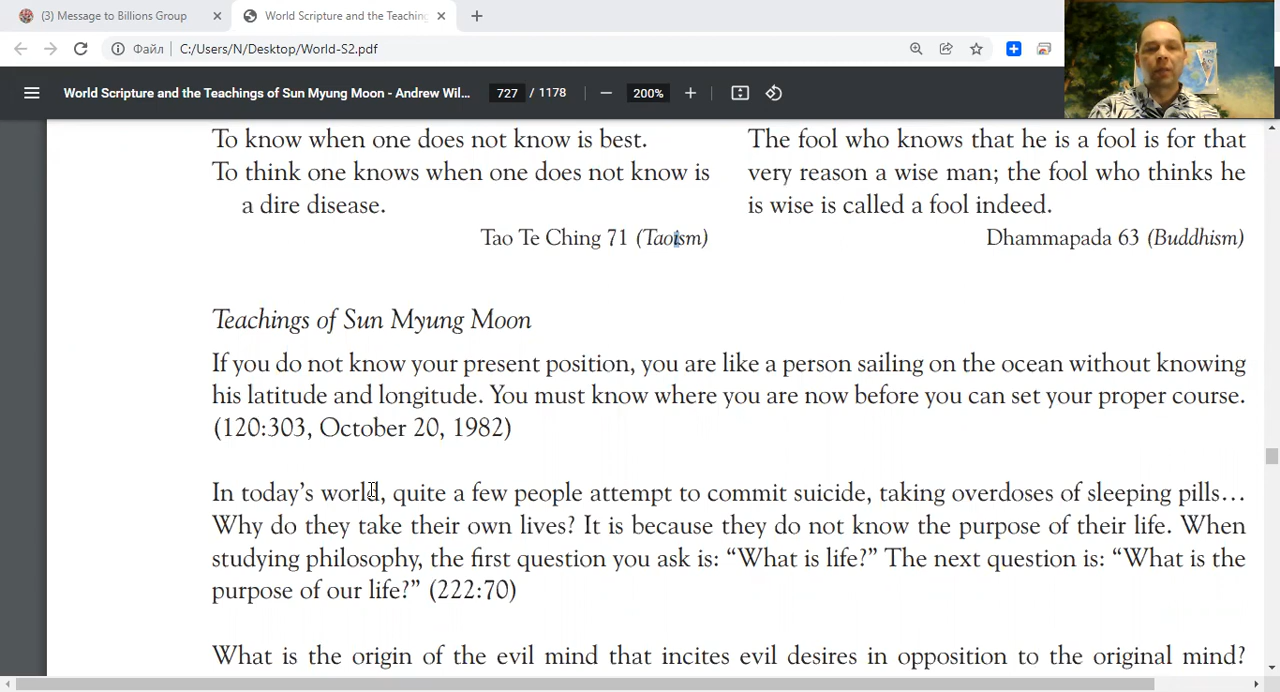 (3) Message to Billions Group
World Scripture and the Teaching
Файл
C:/Users/N/Desktop/World-S2.pdf
World Scripture and the Teachings of Sun Myung Moon - Andrew Wil...
727 / 1178
200%
To know when one does not know is best.
To think one knows when one does not know is
a dire disease.
Tao Te Ching 71 (Taoism)
The fool who knows that he is a fool is for that
very reason a wise man; the fool who thinks he
is wise is called a fool indeed.
Dhammapada 63 (Buddhism)
Teachings of Sun Myung Moon
If you do not know your present position, you are like a person sailing on the ocean without knowing
his latitude and longitude. You must know where you are now before you can set your proper course.
(120:303, October 20, 1982)
In today's world, quite a few people attempt to commit suicide, taking overdoses of sleeping pills…
Why do they take their own lives? It is because they do not know the purpose of their life. When
studying philosophy, the first question you ask is: “What is life?” The next question is: “What is the
purpose of our life?” (222:70)
What is the origin of the evil mind that incites evil desires in opposition to the original mind?